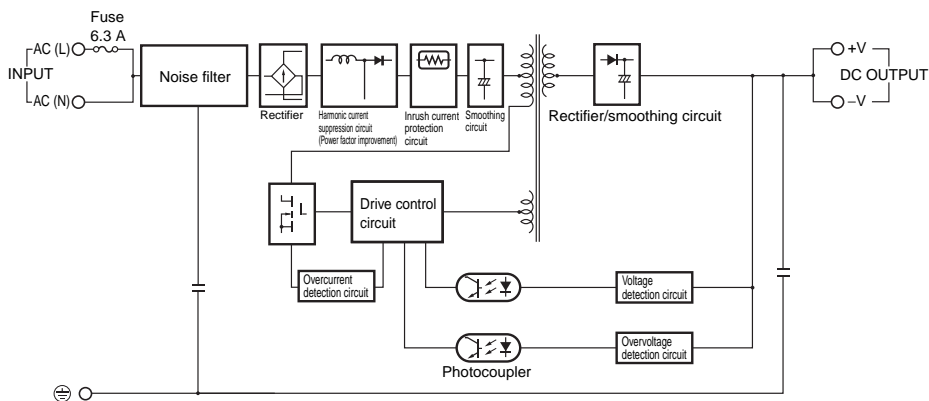 Fuse
6.3 A
AC (L)
INPUT
AC (N)
Noise filter
Rectifier
Harmonic current
suppression circuit
(Power factor improvement)
Inrush current
protection
circuit
Smoothing
circuit
Rectifier/smoothing circuit
+V
DC OUTPUT
−V
Drive control
circuit
Overcurrent
detection circuit
Voltage
detection circuit
Overvoltage
detection circuit
Photocoupler